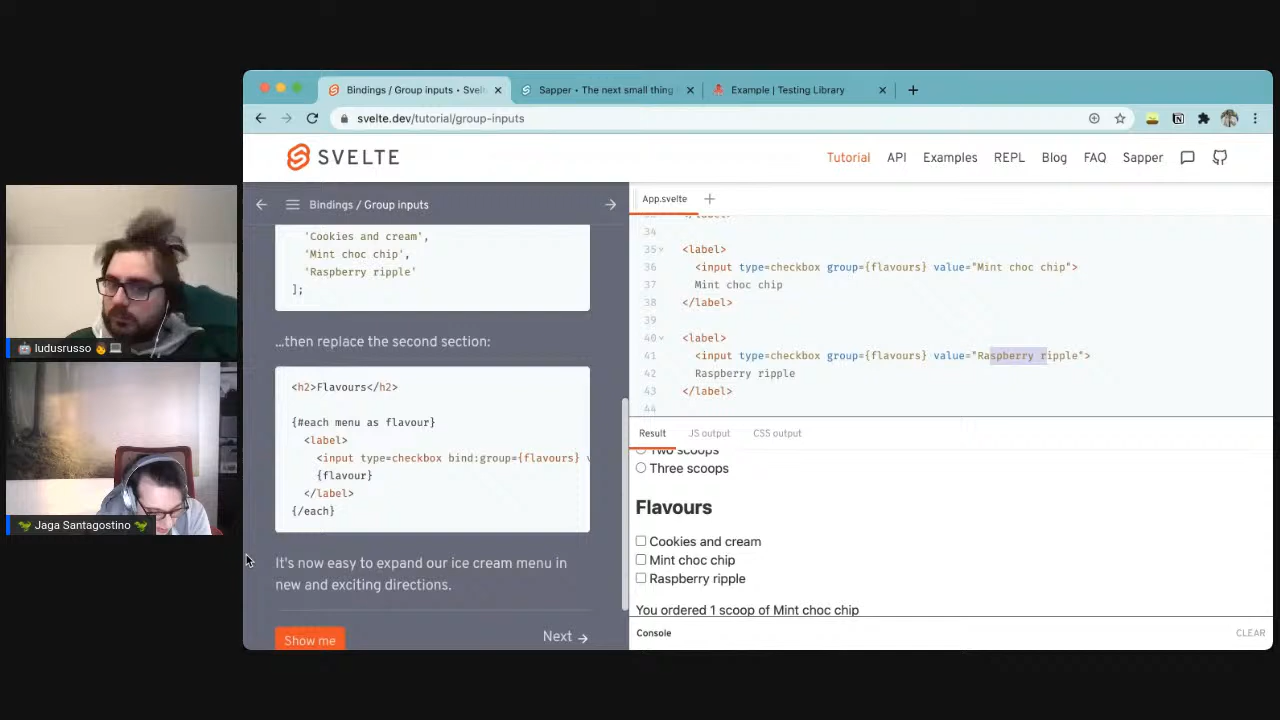 Bindings / Group inputs • Svelt
Sapper • The next small thing
Example | Testing Library
svelte.dev/tutorial/group-inputs
SVELTE
Tutorial
API
Examples
REPL
Blog
FAQ
Sapper
Bindings / Group inputs
'Cookies and cream',
'Mint choc chip',
'Raspberry ripple'
];
...then replace the second section:
<h2>Flavours</h2>
{#each menu as flavour}
<label>
<input type=checkbox bind:group={flavours}
{flavour}
</label>
{/each}
It's now easy to expand our ice cream menu in
new and exciting directions.
Show me
Next
App.svelte
34
35 <label>
36 <input type=checkbox group={flavours} value="Mint choc chip">
37 Mint choc chip
38 </label>
39
40 <label>
41 <input type=checkbox group={flavours} value="Raspberry ripple">
42 Raspberry ripple
43 </label>
44
Result
JS output
CSS output
Two scoops
Three scoops
Flavours
Cookies and cream
Mint choc chip
Raspberry ripple
You ordered 1 scoop of Mint choc chip
Console
CLEAR
ludusrusso
Jaga Santagostino